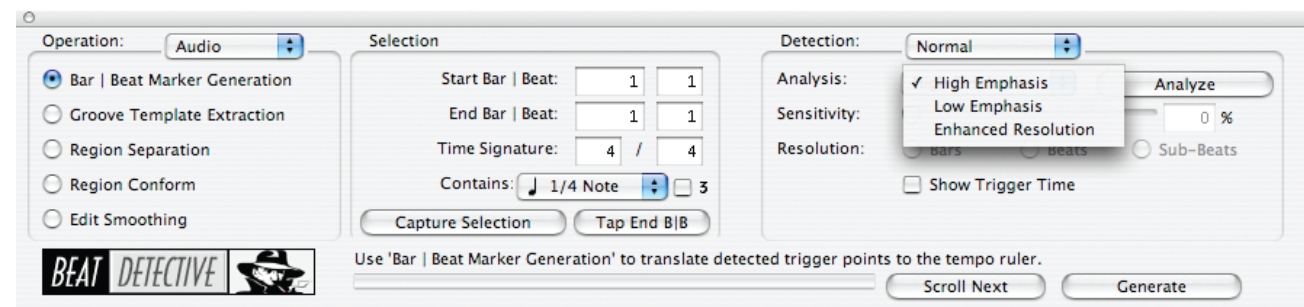 Operation: Audio
Bar | Beat Marker Generation
Groove Template Extraction
Region Separation
Region Conform
Edit Smoothing
BEAT DETECTIVE
Selection
Start Bar | Beat: 1 1
End Bar | Beat: 1 1
Time Signature: 4 / 4
Contains: 1/4 Note 3
Capture Selection Tap End B|B
Detection: Normal
Analysis: Analyze
✓ High Emphasis
Low Emphasis
Enhanced Resolution
Sensitivity: 0 %
Resolution: Bars Beats Sub-Beats
Show Trigger Time
Use 'Bar | Beat Marker Generation' to translate detected trigger points to the tempo ruler.
Scroll Next Generate